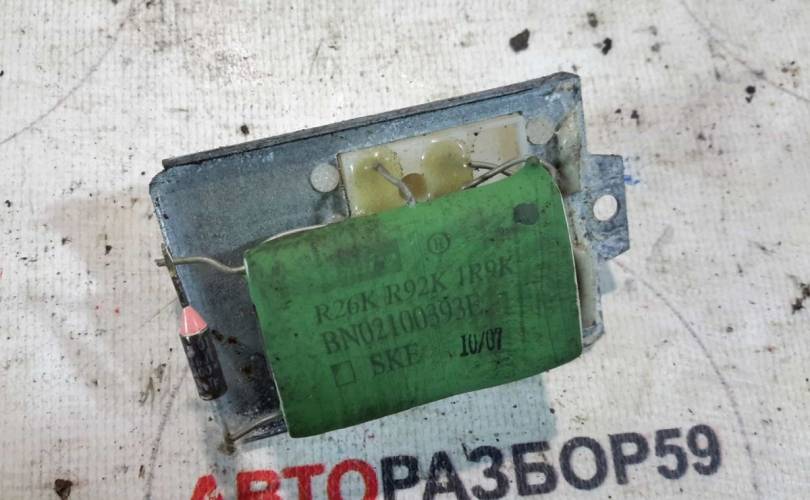 ®
R26K R92K 1R9K
BN02100393E
SKE 10/07
АВТОРАЗБОР59